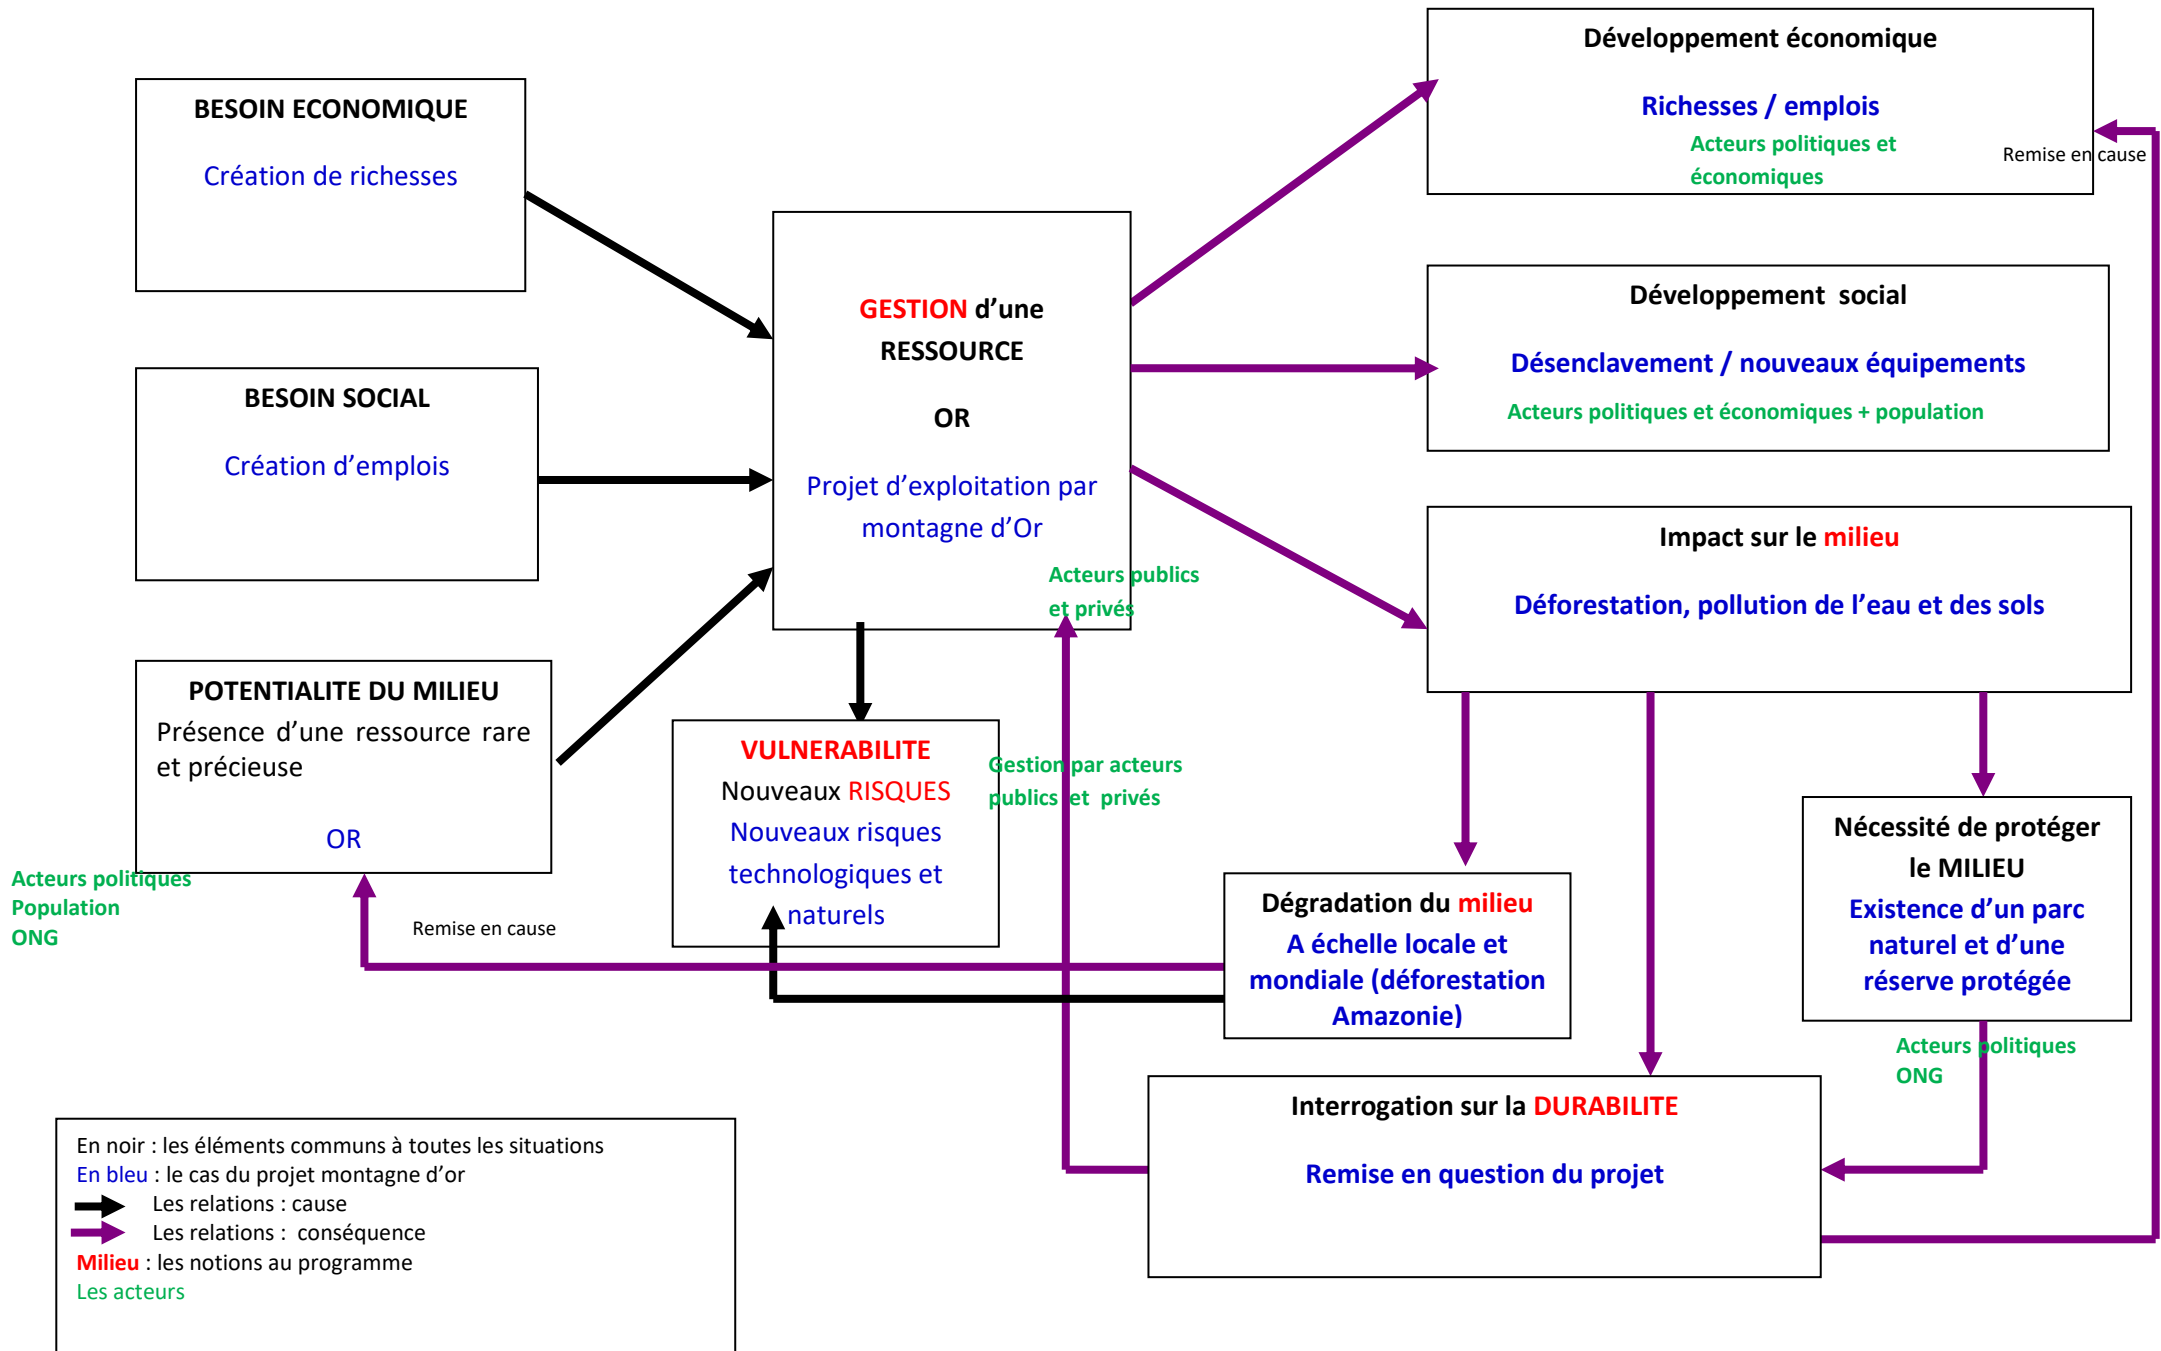 BESOIN ECONOMIQUE
Création de richesses
BESOIN SOCIAL
Création d'emplois
POTENTIALITE DU MILIEU
Présence d'une ressource rare
et précieuse
OR
Acteurs politiques
Population
ONG
Remise en cause
GESTION d'une
RESSOURCE
OR
Projet d'exploitation par
montagne d'Or
Acteurs publics
et privés
VULNERABILITE
Nouveaux RISQUES
Nouveaux risques
technologiques et
naturels
Gestion par acteurs
publics et privés
Développement économique
Richesses / emplois
Acteurs politiques et
économiques
Remise en cause
Développement social
Désenclavement / nouveaux équipements
Acteurs politiques et économiques + population
Impact sur le milieu
Déforestation, pollution de l'eau et des sols
Dégradation du milieu
A échelle locale et
mondiale (déforestation
Amazonie)
Nécessité de protéger
le MILIEU
Existence d'un parc
naturel et d'une
réserve protégée
Acteurs politiques
ONG
Interrogation sur la DURABILITE
Remise en question du projet
En noir : les éléments communs à toutes les situations
En bleu : le cas du projet montagne d'or
Les relations : cause
Les relations : conséquence
Milieu : les notions au programme
Les acteurs